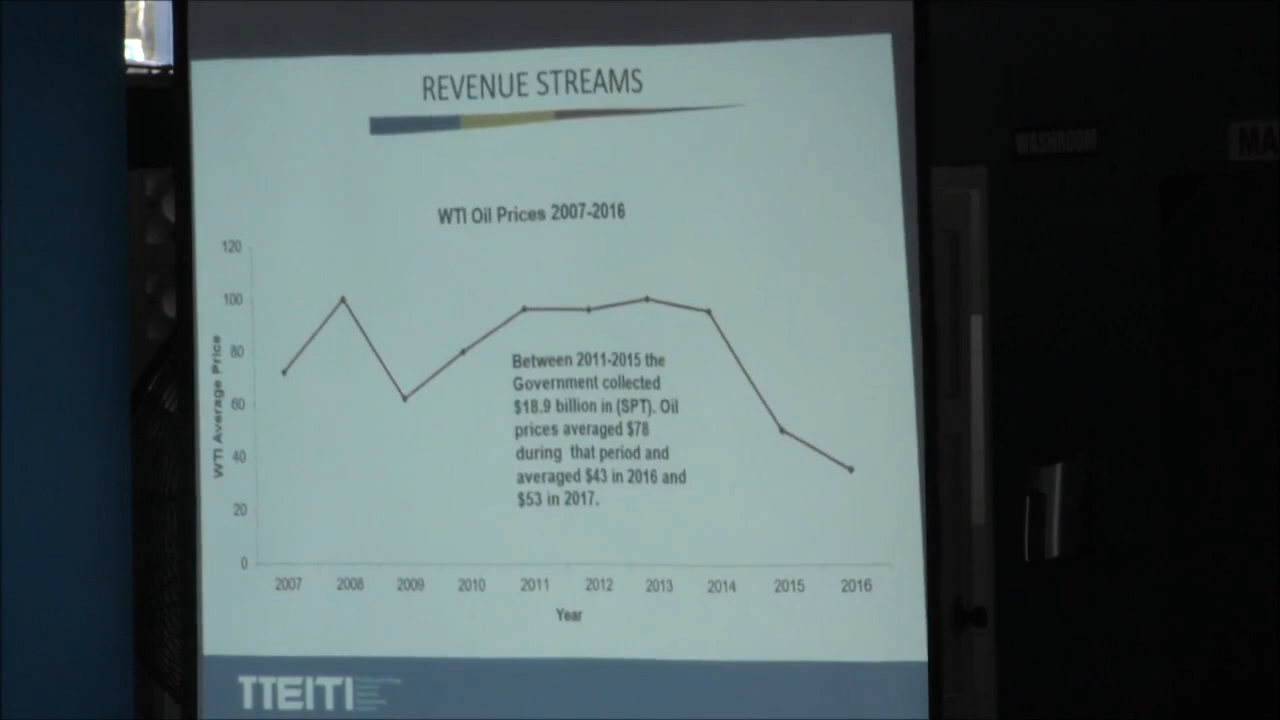 REVENUE STREAMS
WTI Oil Prices 2007-2016
120
100
80
60
40
20
0
WTI Average Price
Between 2011-2015 the
Government collected
$18.9 billion in (SPT). Oil
prices averaged $78
during that period and
averaged $43 in 2016 and
$53 in 2017.
2007 2008 2009 2010 2011 2012 2013 2014 2015 2016
Year
TTEITI
WASHROOM
MA